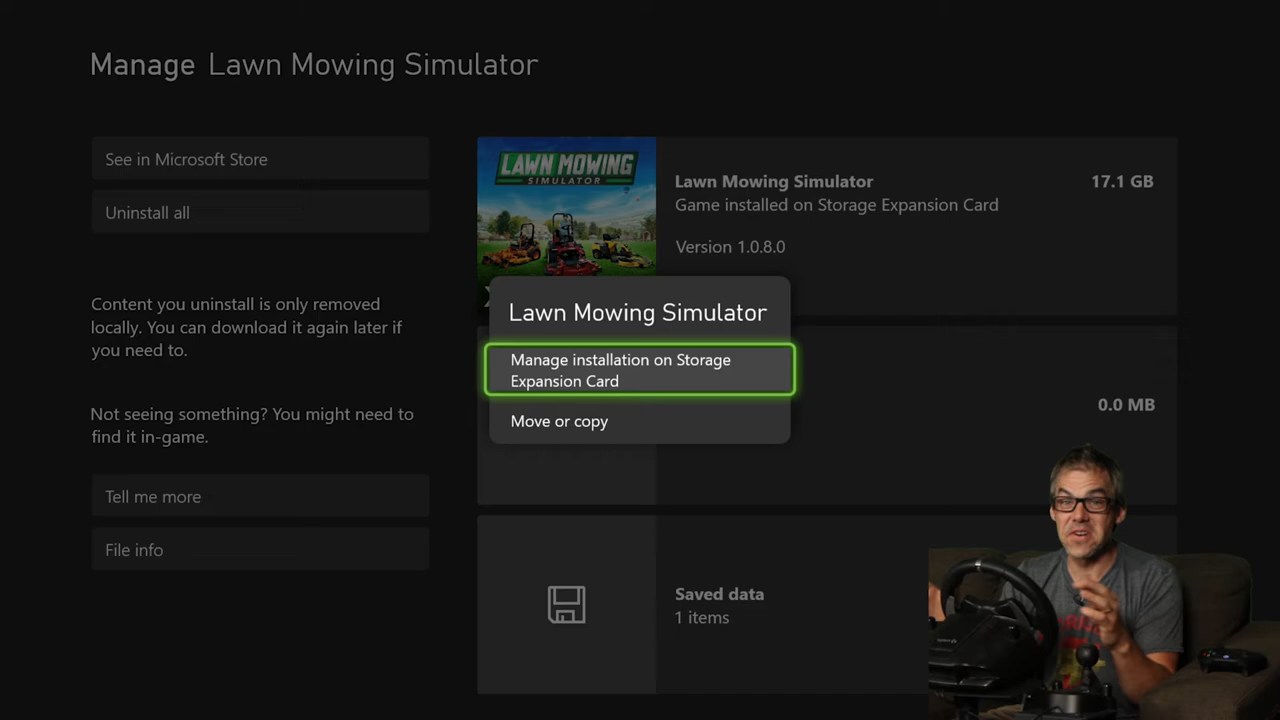 Manage Lawn Mowing Simulator
See in Microsoft Store
Uninstall all
Content you uninstall is only removed
locally. You can download it again later if
you need to.
Not seeing something? You might need to
find it in-game.
Tell me more
File info
LAWN MOWING
SIMULATOR
Lawn Mowing Simulator
17.1 GB
Game installed on Storage Expansion Card
Version 1.0.8.0
Lawn Mowing Simulator
Manage installation on Storage
Expansion Card
Move or copy
0.0 MB
Saved data
1 items